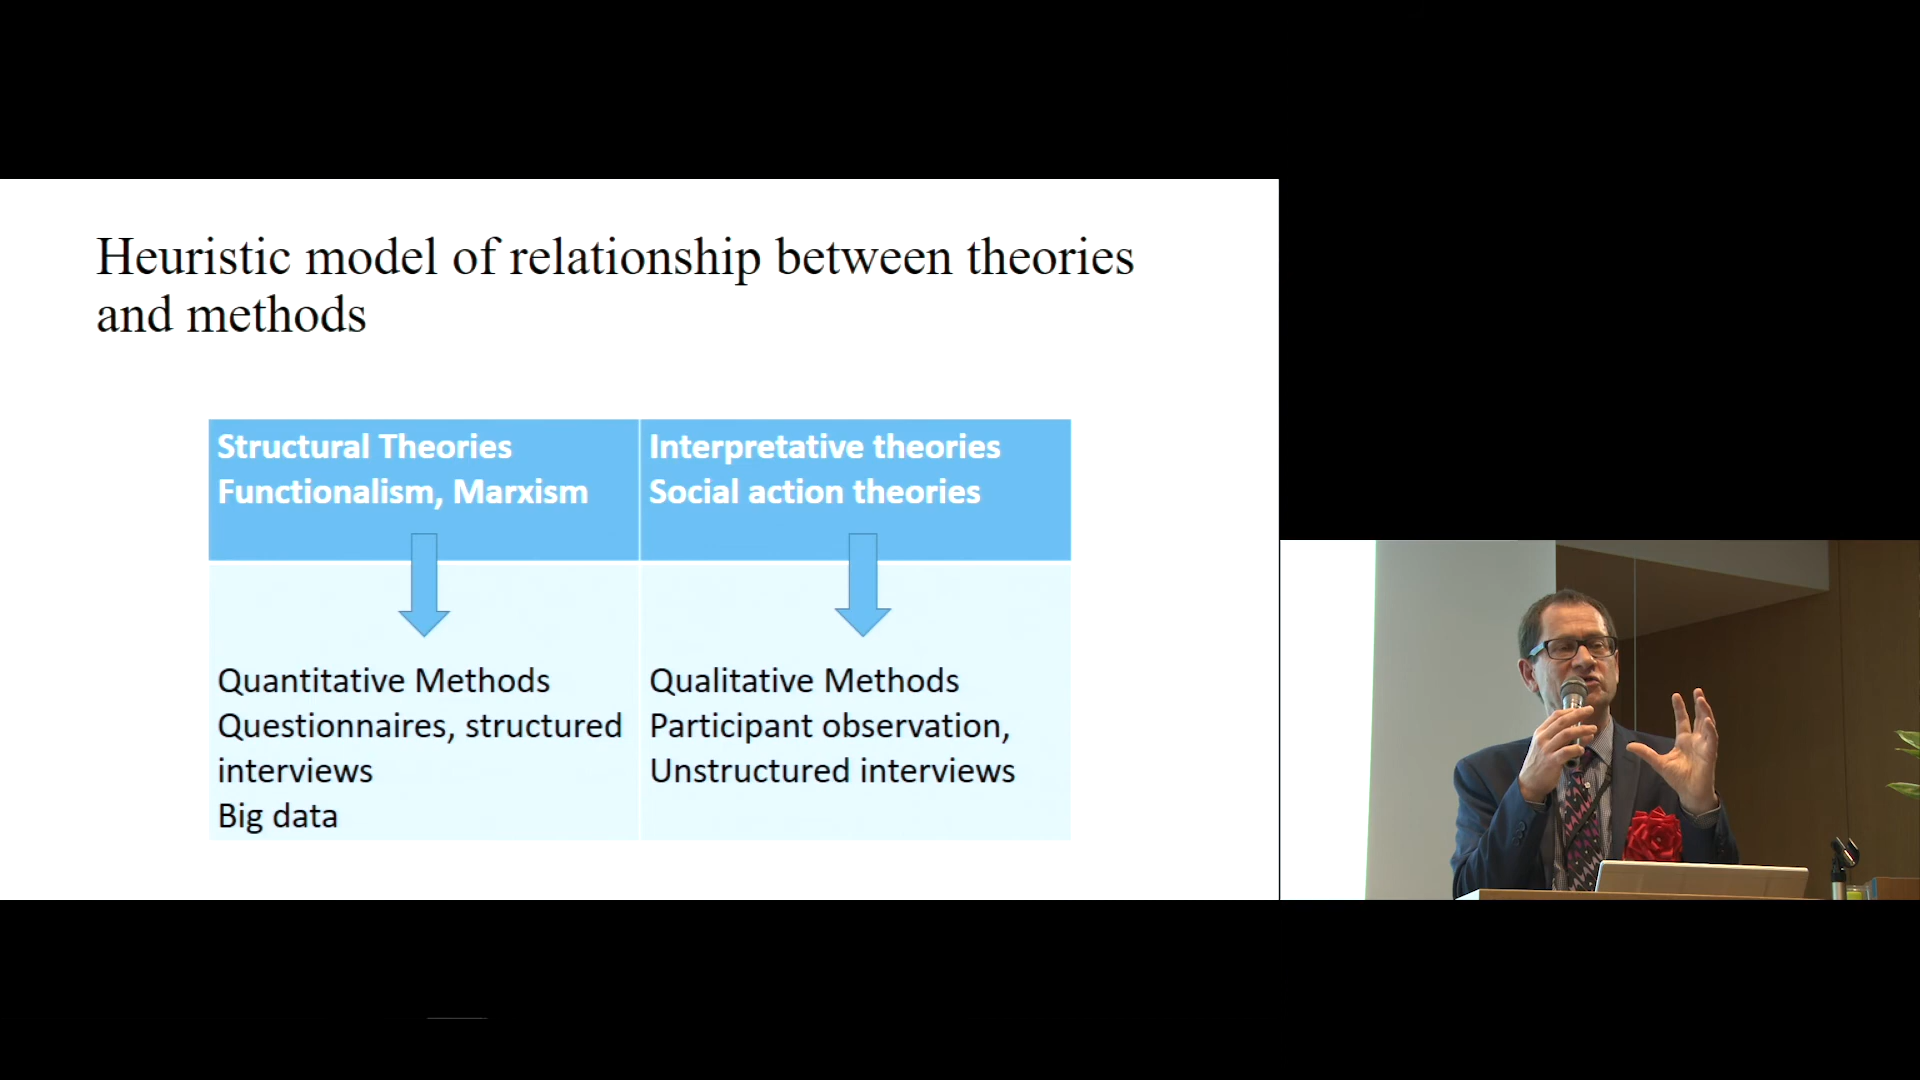 Heuristic model of relationship between theories
and methods
Structural Theories
Functionalism, Marxism
Interpretative theories
Social action theories
Quantitative Methods
Questionnaires, structured
interviews
Big data
Qualitative Methods
Participant observation,
Unstructured interviews